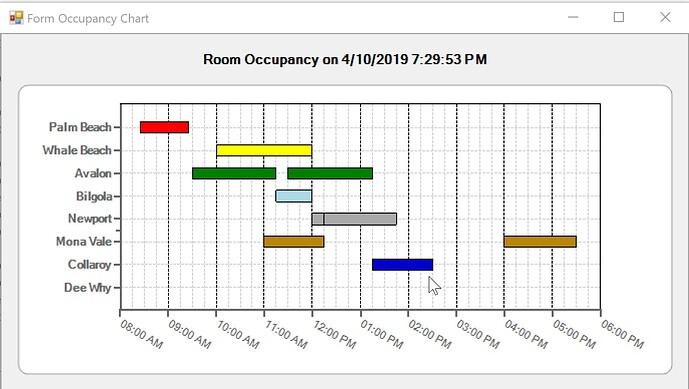 Form Occupancy Chart
Room Occupancy on 4/10/2019 7:29:53 PM
Palm Beach
Whale Beach
Avalon
Bilgola
Newport
Mona Vale
Collaroy
Dee Why
08:00 AM
09:00 AM
10:00 AM
11:00 AM
12:00 PM
01:00 PM
02:00 PM
03:00 PM
04:00 PM
05:00 PM
06:00 PM